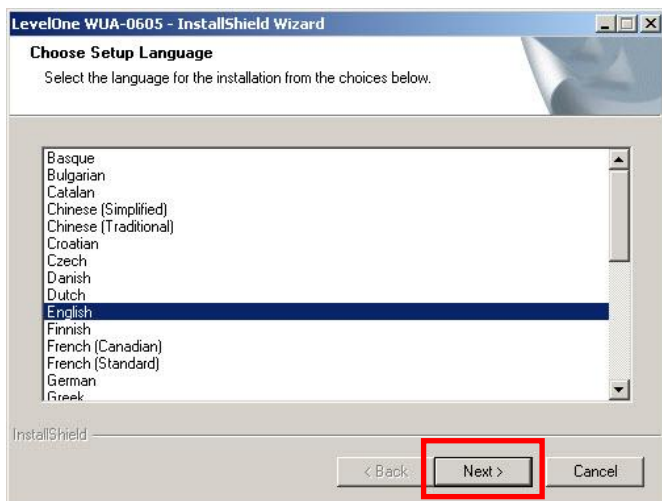 LevelOne WUA-0605 - InstallShield Wizard
Choose Setup Language
Select the language for the installation from the choices below.
Basque
Bulgarian
Catalan
Chinese (Simplified)
Chinese (Traditional)
Croatian
Czech
Danish
Dutch
English
Finnish
French (Canadian)
French (Standard)
German
Greek
InstallShield
< Back Next > Cancel